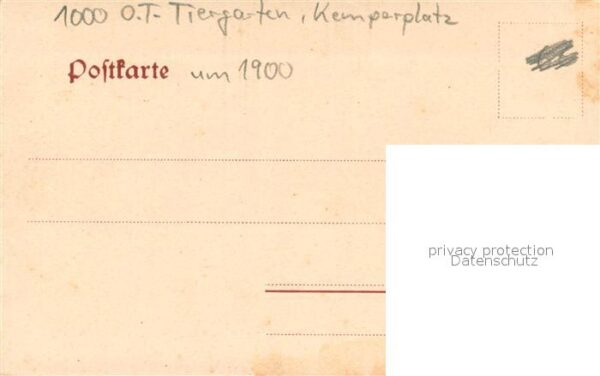 1000 O.T. Tiergarten, Kemperplatz
Postkarte um 1900
privacy protection
Datenschutz